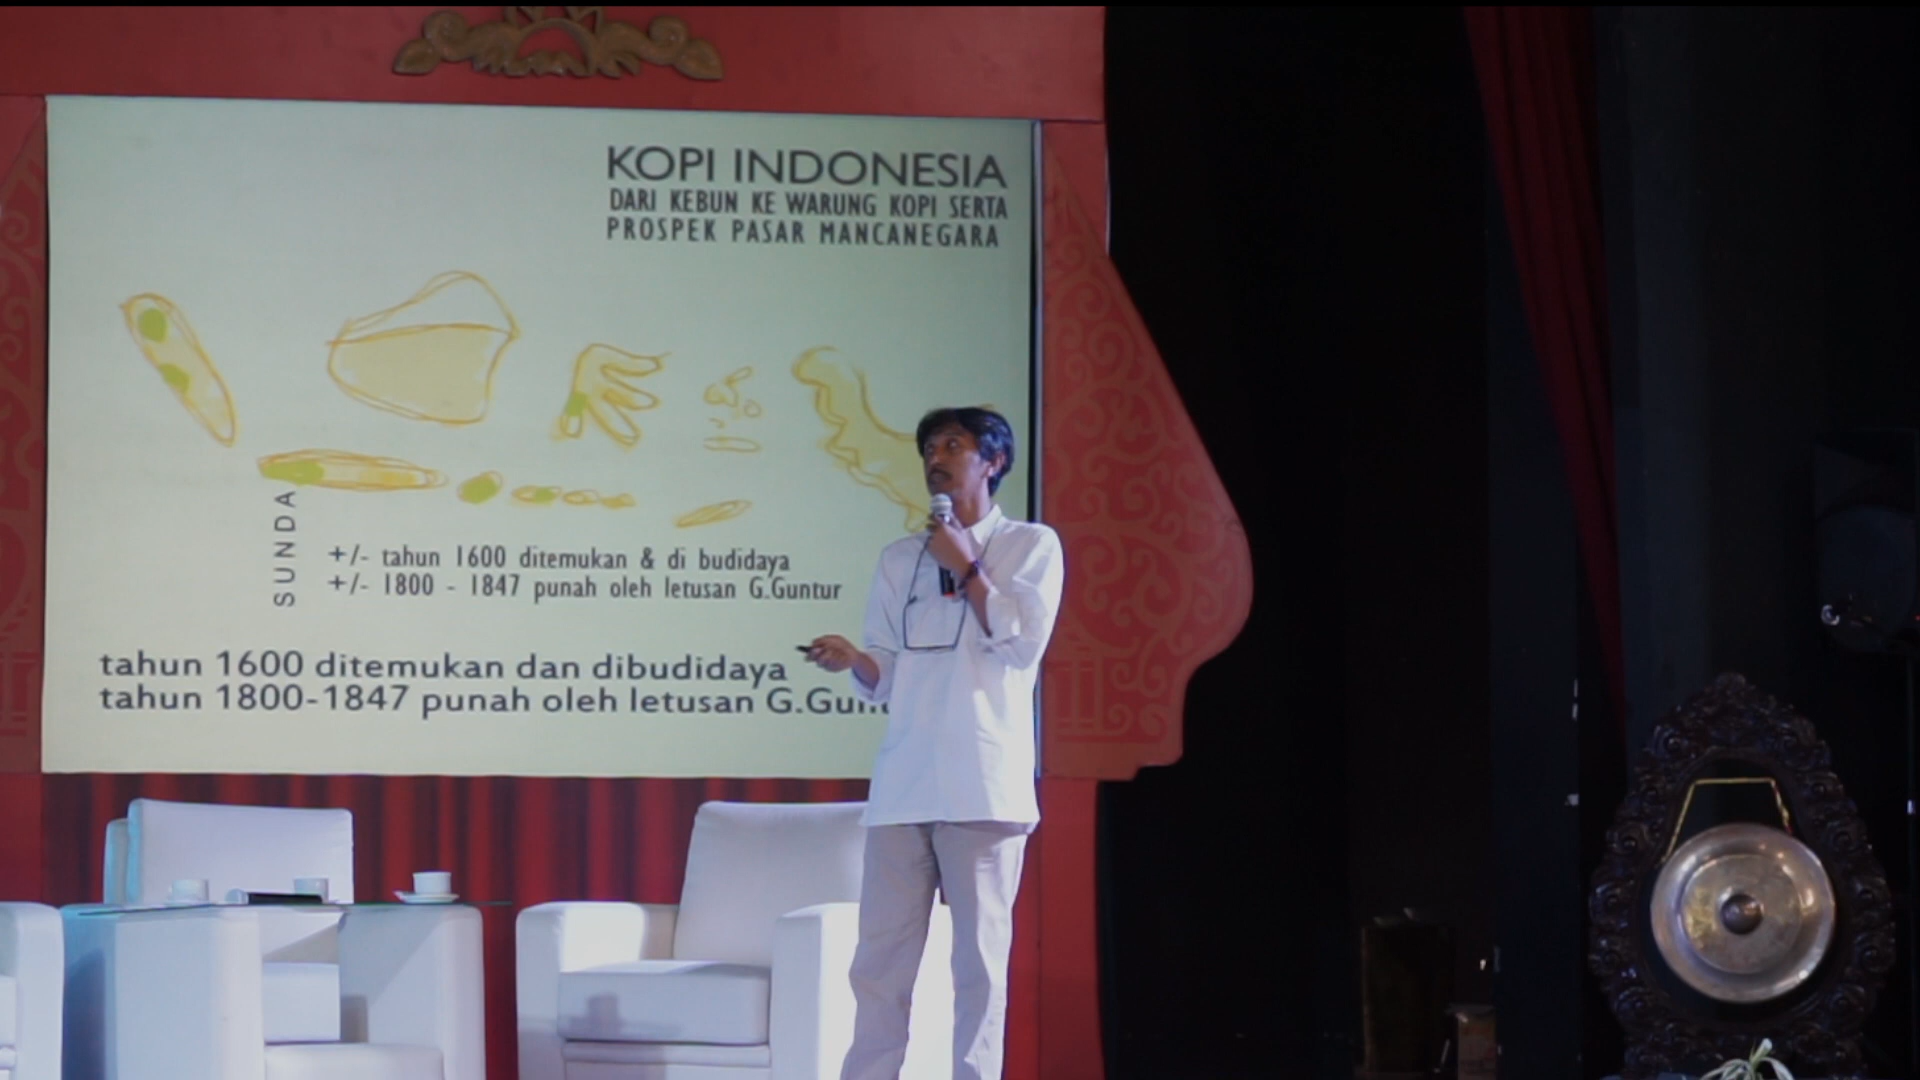 KOPI INDONESIA
DARI KEBUN KE WARUNG KOPI SERTA
PROSPEK PASAR MANCANEGARA
SUNDA
+/- tahun 1600 ditemukan & di budidaya
+/- 1800 - 1847 punah oleh letusan G.Guntur
tahun 1600 ditemukan dan dibudidaya
tahun 1800-1847 punah oleh letusan